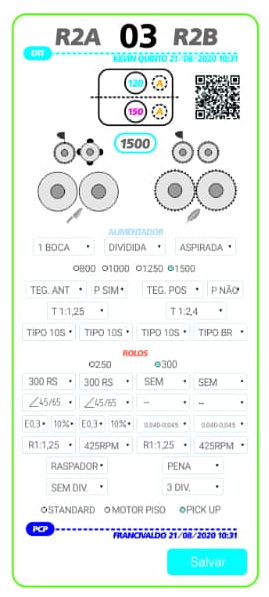 R2A 03 R2B
on
KEVIN QUINTO 21/08/2020 10:31
120 A
150 A
1500
ALIMENTADOR
1 BOCA DIVIDIDA ASPIRADA
800 1000 1250 1500
TEG. ANT P SIM TEG. POS P NÃO
T 1:1,25 T 1:2,4
TIPO 10S TIPO 10S TIPO 10S TIPO BR
ROLOS
250 300
300 RS 300 RS SEM SEM
∠45/65 ∠45/65 -- --
E0,3 10% E0,3 10% 0,040-0,045 0,040-0,045
R1:1,25 425RPM R1:1,25 425RPM
RASPADOR PENA
SEM DIV. 3 DIV.
STANDARD MOTOR PISO PICK UP
PCP
FRANCIVALDO 21/08/2020 10:31
Salvar